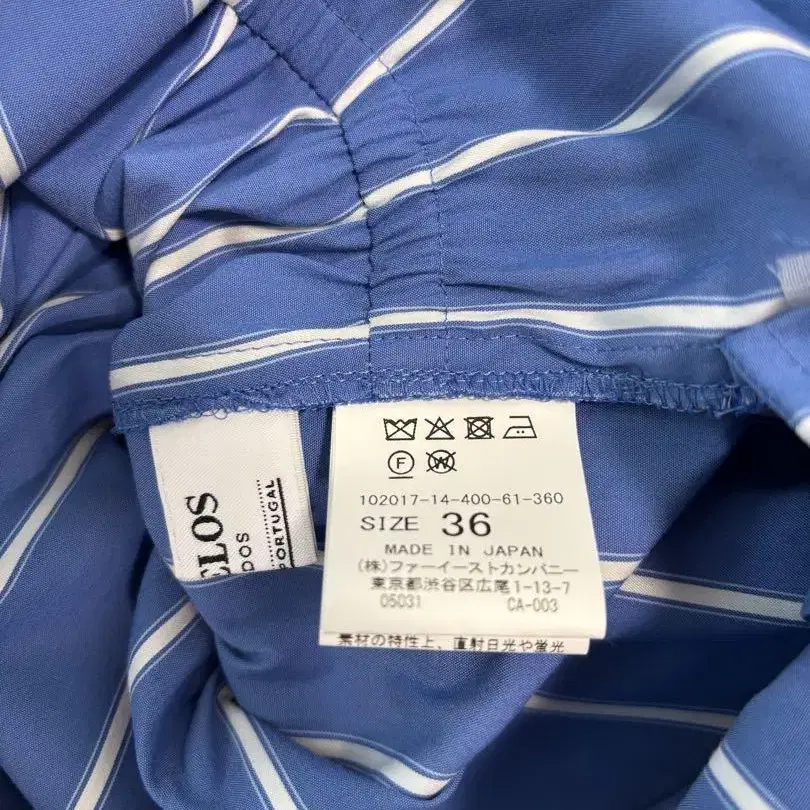 CLOS
DOS
PORTUGAL
F W
102017-14-400-61-360
SIZE 36
MADE IN JAPAN
(株)ファーイーストカンパニー
東京都渋谷区広尾1-13-7
05031 CA-003
素材の特性上、直射日光や蛍光